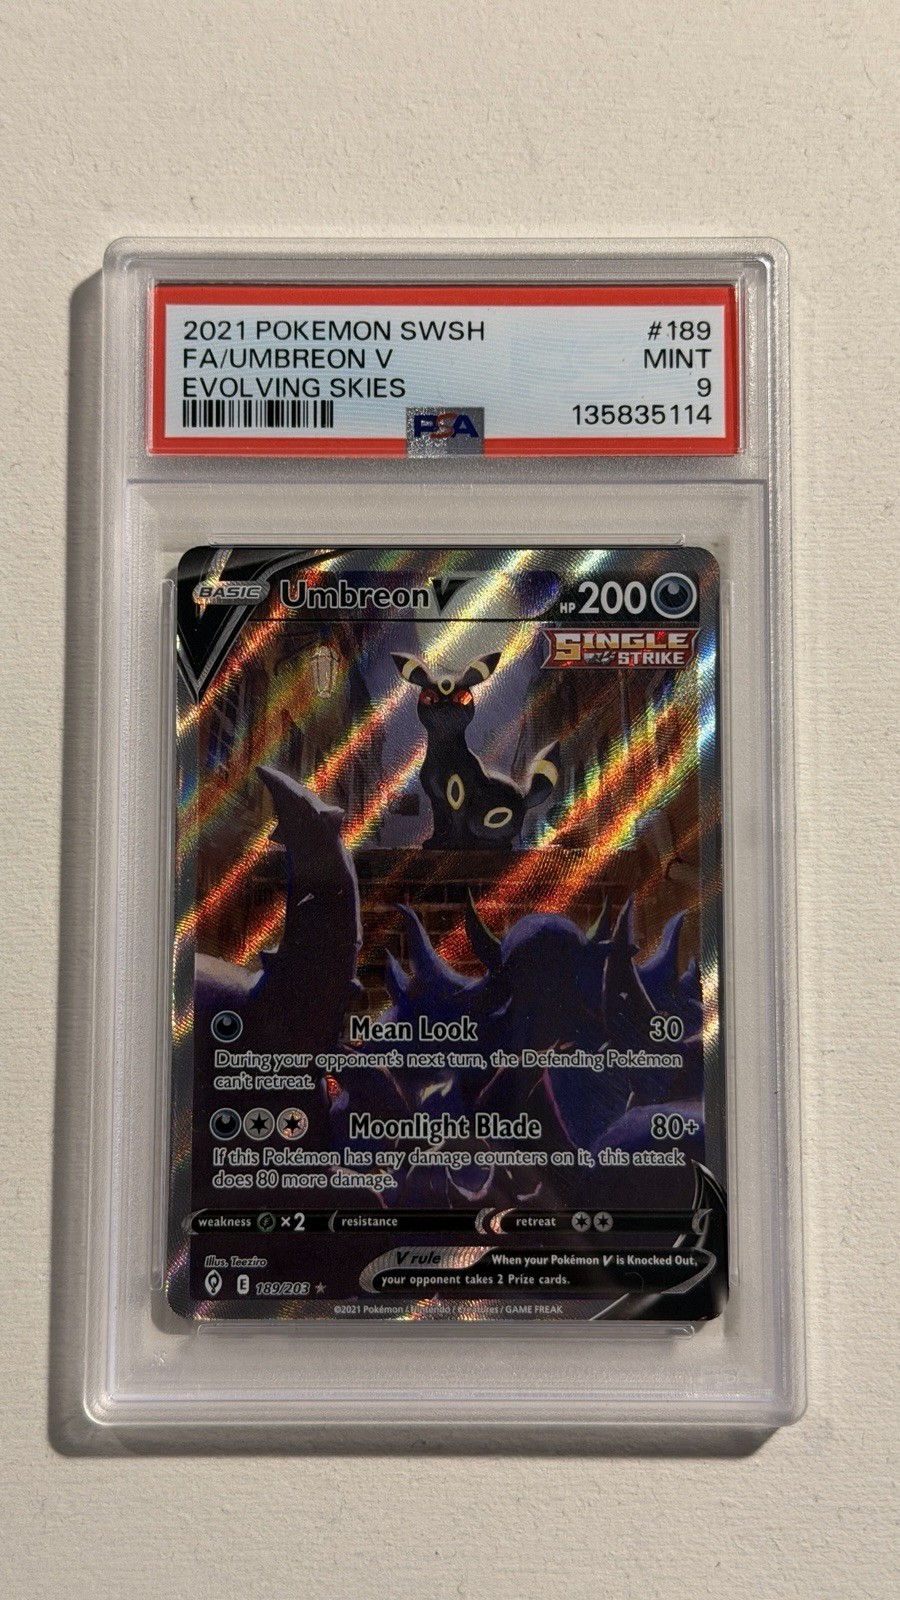 2021 POKEMON SWSH #189
FA/UMBREON V MINT
EVOLVING SKIES 9
PSA 135835114
BASIC Umbreon V HP 200
SINGLE
STRIKE
Mean Look 30
During your opponent's next turn, the Defending Pokémon
can't retreat.
Moonlight Blade 80+
If this Pokémon has any damage counters on it, this attack
does 80 more damage.
weakness ×2 resistance retreat
Illus. Teeziro
V rule When your Pokémon V is Knocked Out,
your opponent takes 2 Prize cards.
E 189/203
©2021 Pokémon / Nintendo / Creatures / GAME FREAK